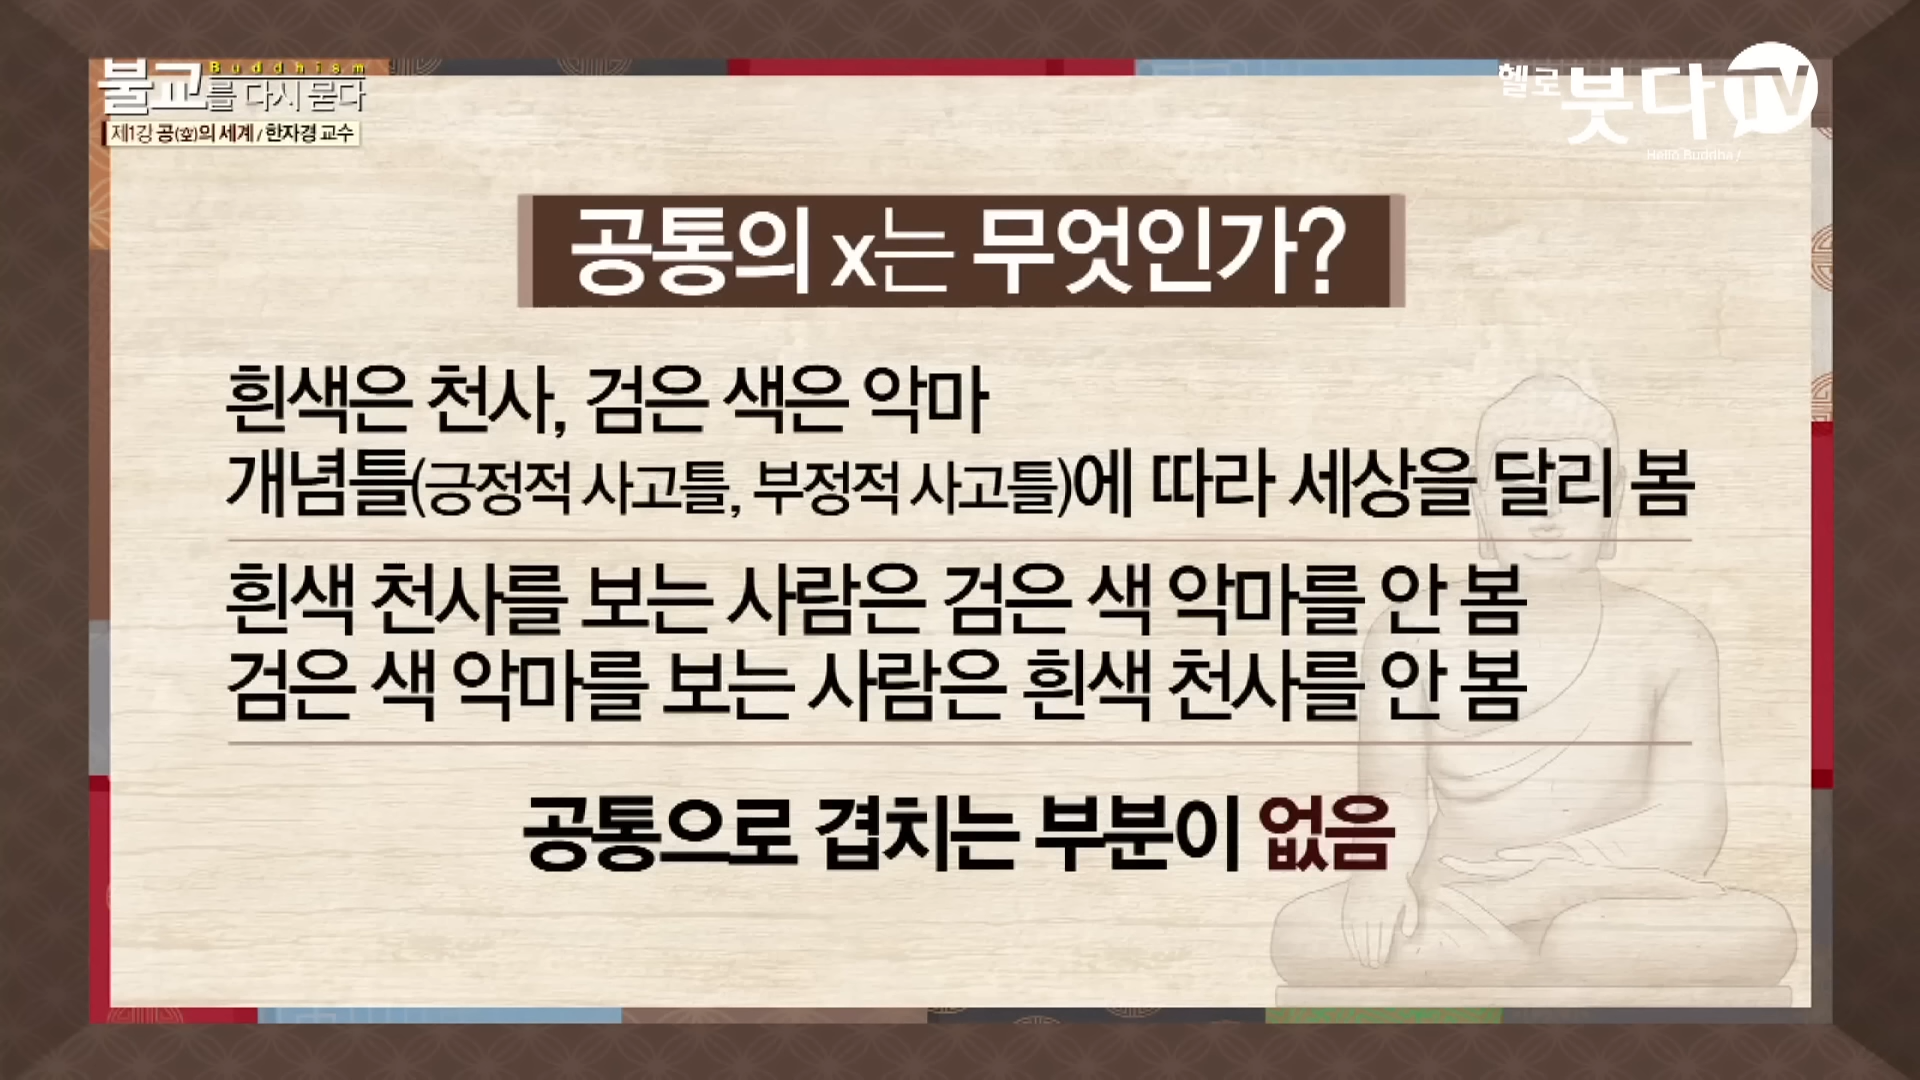 불교를 다시 묻다
Buddhism
제1강 공(空)의 세계 / 한자경 교수
헬로 붓다 TV
Hello Buddha /
공통의 x는 무엇인가?
흰색은 천사, 검은 색은 악마
개념틀(긍정적 사고틀, 부정적 사고틀)에 따라 세상을 달리 봄
흰색 천사를 보는 사람은 검은 색 악마를 안 봄
검은 색 악마를 보는 사람은 흰색 천사를 안 봄
공통으로 겹치는 부분이 없음